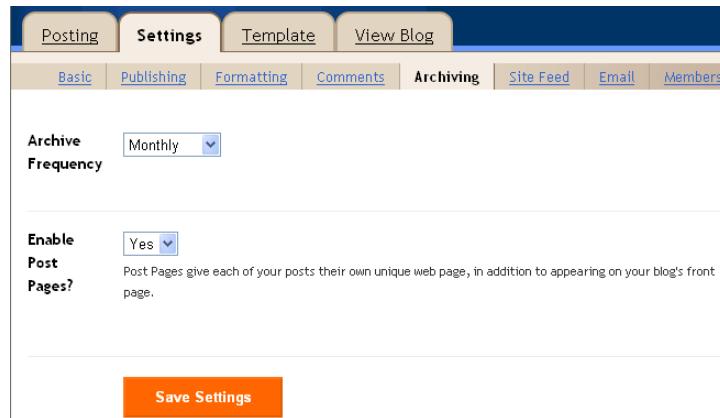 Posting Settings Template View Blog
Basic Publishing Formatting Comments Archiving Site Feed Email Members
Archive
Frequency
Monthly
Enable
Post
Pages?
Yes
Post Pages give each of your posts their own unique web page, in addition to appearing on your blog's front
page.
Save Settings